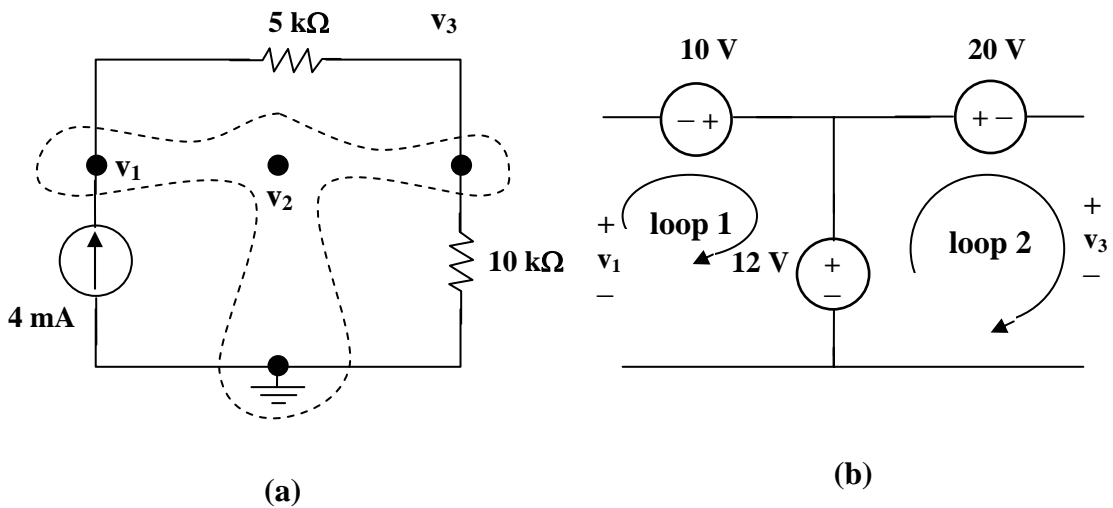 5 kΩ
v₃
v₁
v₂
10 kΩ
4 mA
(a)
10 V
20 V
− +
+ −
+
v₁
−
loop 1
12 V
+
−
loop 2
+
v₃
−
(b)